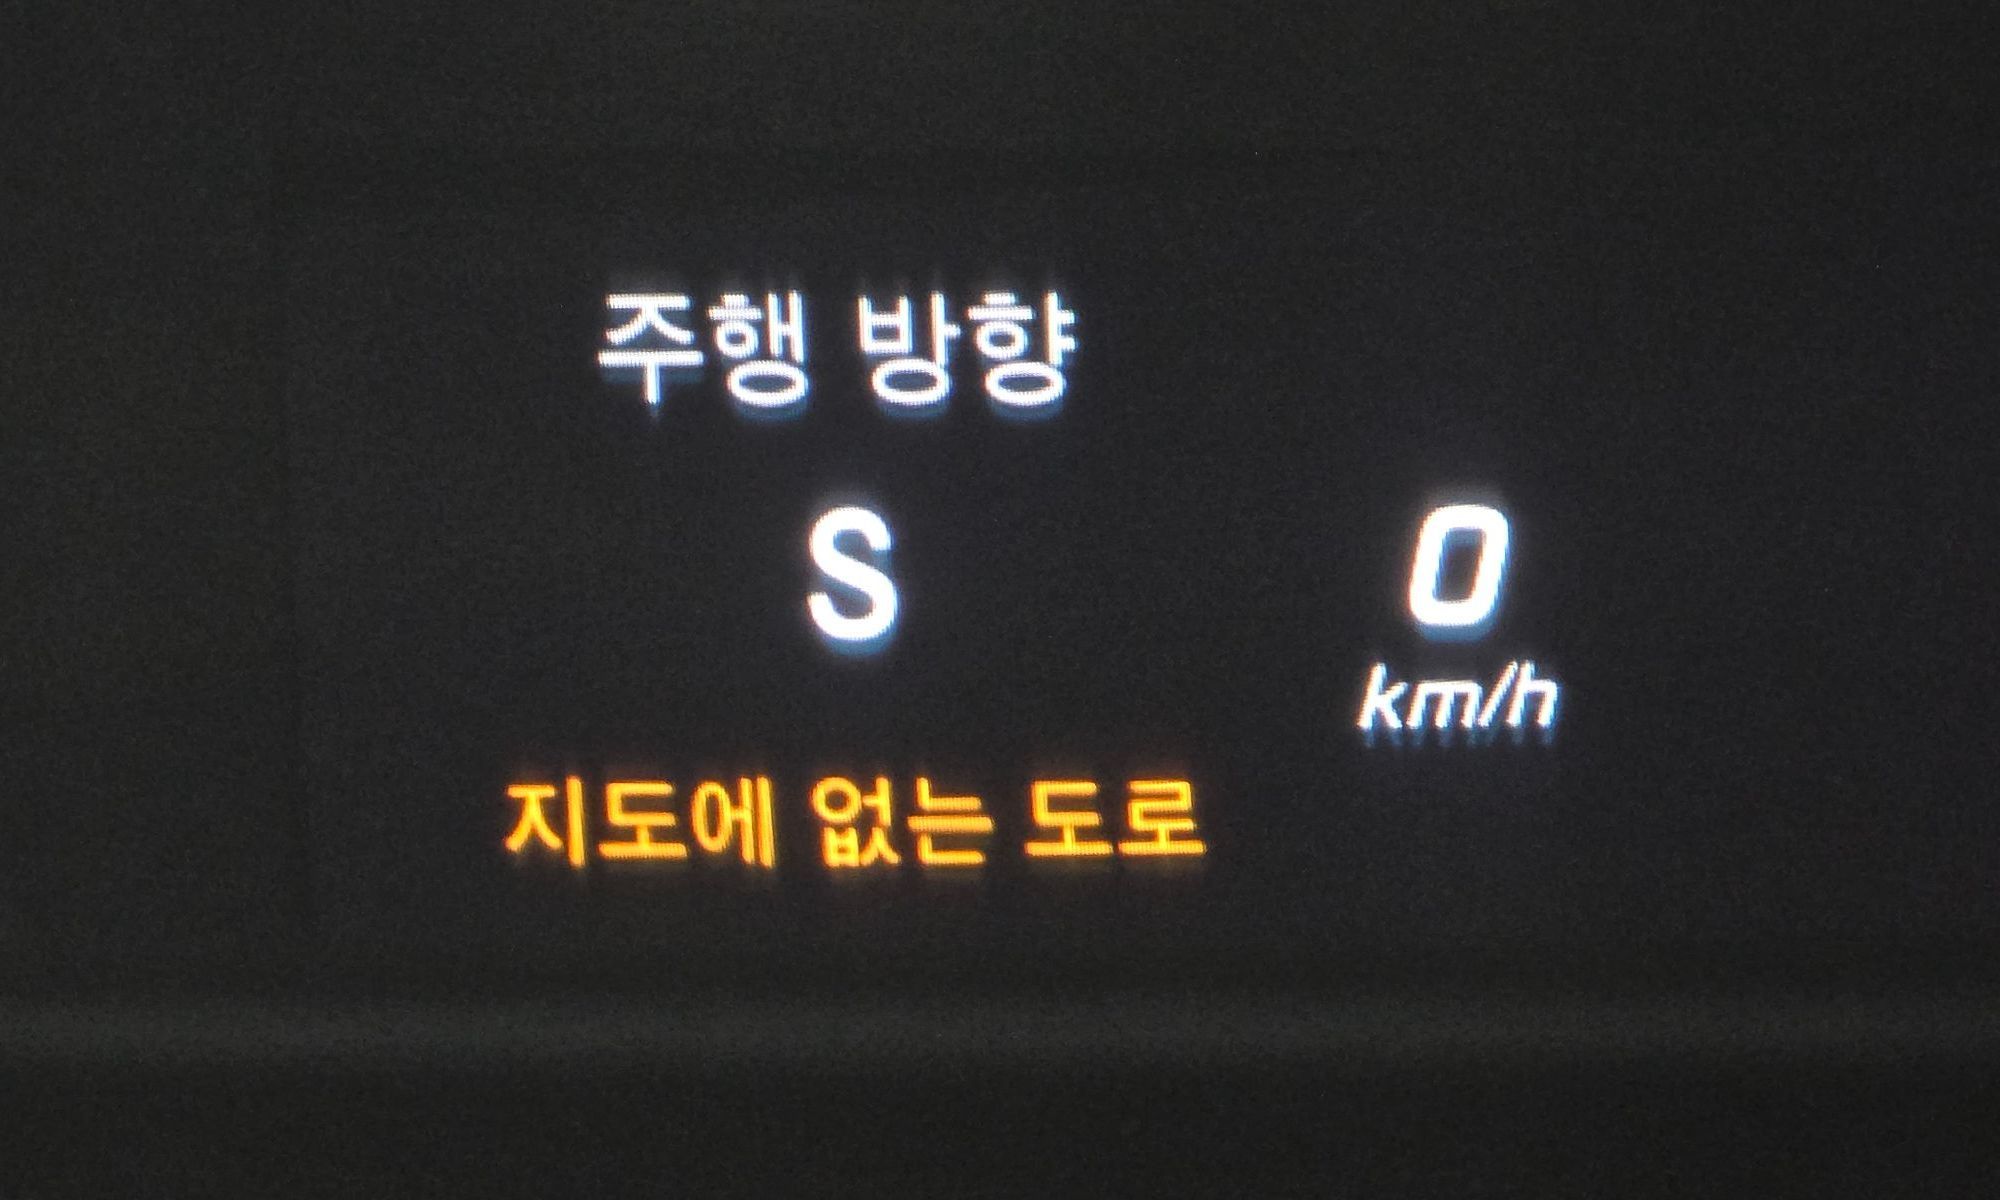 주행 방향
S
0
km/h
지도에 없는 도로